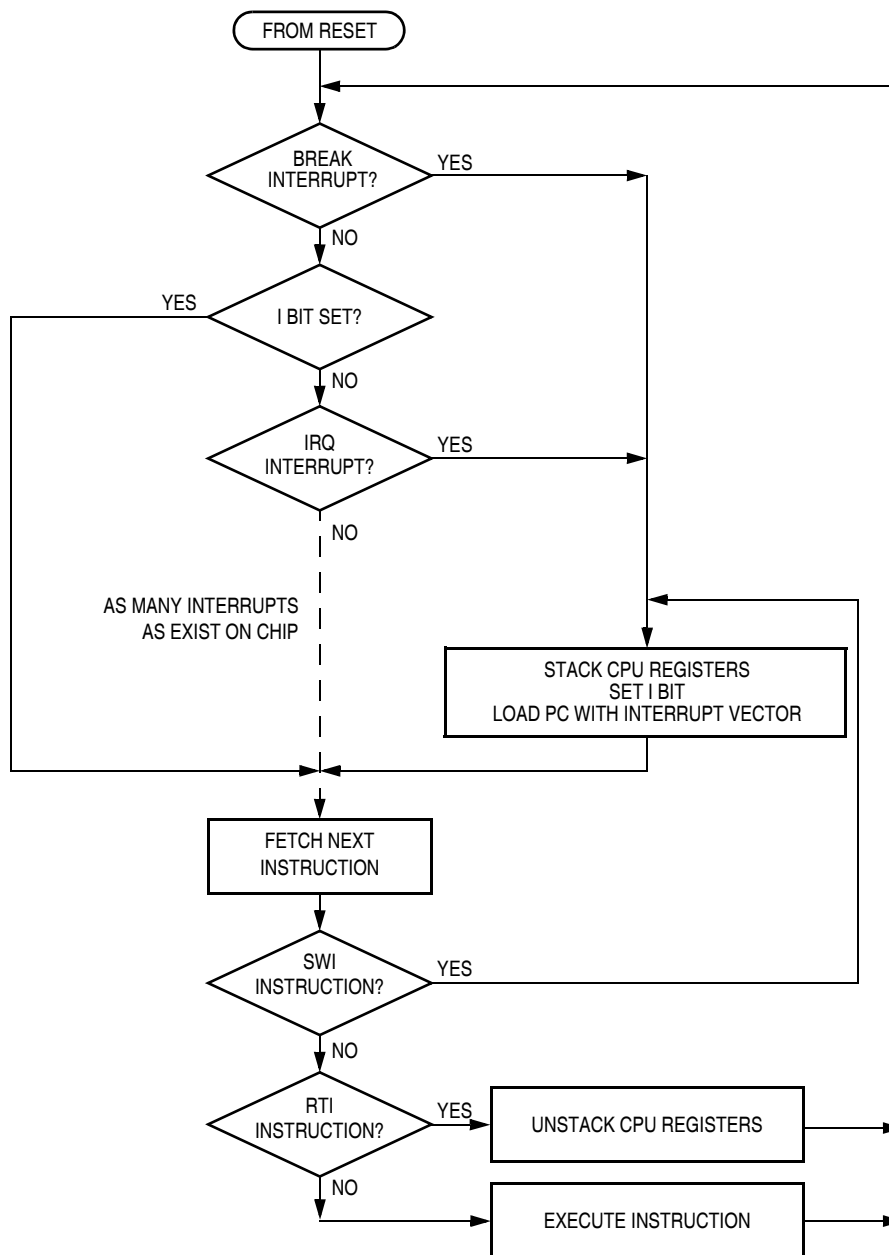 FROM RESET
BREAK
INTERRUPT?
YES
NO
YES
I BIT SET?
NO
IRQ
INTERRUPT?
YES
NO
AS MANY INTERRUPTS
AS EXIST ON CHIP
STACK CPU REGISTERS
SET I BIT
LOAD PC WITH INTERRUPT VECTOR
FETCH NEXT
INSTRUCTION
SWI
INSTRUCTION?
YES
NO
RTI
INSTRUCTION?
YES
UNSTACK CPU REGISTERS
NO
EXECUTE INSTRUCTION